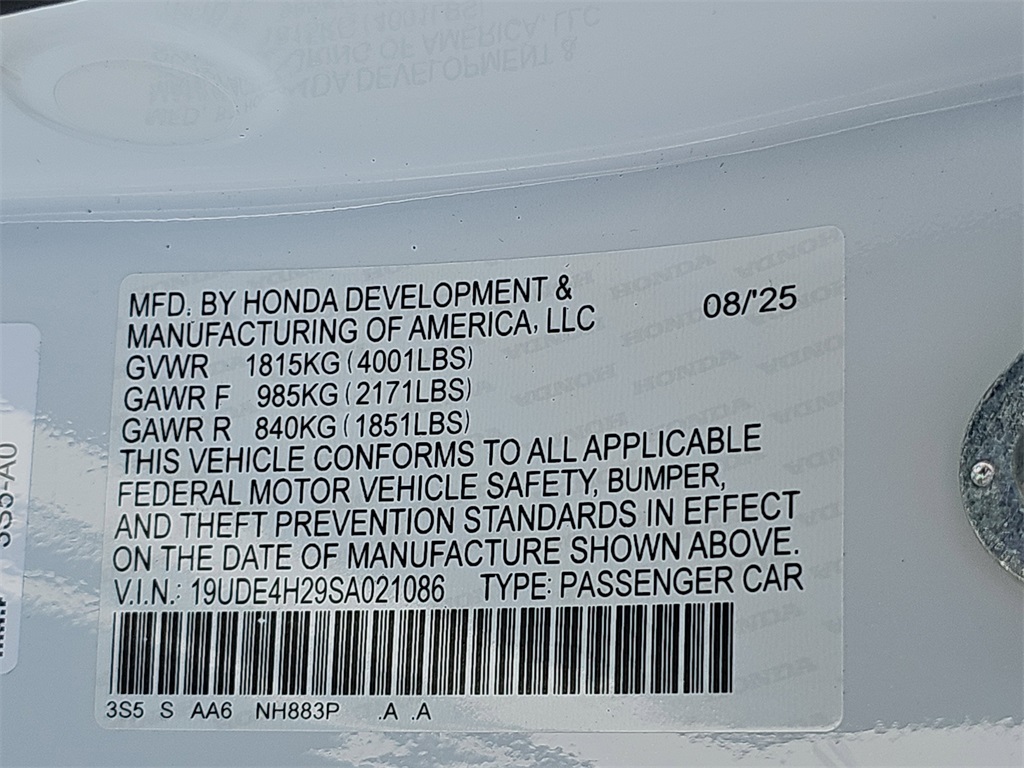 MFD. BY HONDA DEVELOPMENT &
MANUFACTURING OF AMERICA, LLC
08/'25
GVWR 1815KG (4001LBS)
GAWR F 985KG (2171LBS)
GAWR R 840KG (1851LBS)
THIS VEHICLE CONFORMS TO ALL APPLICABLE
FEDERAL MOTOR VEHICLE SAFETY, BUMPER,
AND THEFT PREVENTION STANDARDS IN EFFECT
ON THE DATE OF MANUFACTURE SHOWN ABOVE.
V.I.N.: 19UDE4H29SA021086 TYPE: PASSENGER CAR
3S5 S AA6 NH883P .A .A
3S5-A0